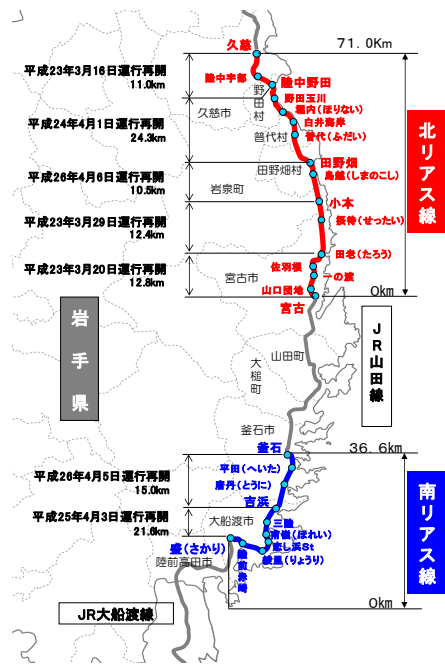 久慈
71.0Km
平成23年3月16日運行再開
11.0km
陸中宇部
陸中野田
野田村
野田玉川
堀内(ほりない)
久慈市
白井海岸
平成24年4月1日運行再開
24.3km
普代村
普代(ふだい)
北リアス線
田野畑
田野畑村
島越(しまのこし)
平成26年4月6日運行再開
10.5km
岩泉町
小本
平成23年3月29日運行再開
12.4km
摂待(せったい)
田老(たろう)
佐羽根
平成23年3月20日運行再開
12.8km
宮古市
一の渡
山口団地
0km
宮古
岩手県
JR山田線
山田町
大槌町
釜石市
釜石
36.6km
平成26年4月5日運行再開
15.0km
平田(へいた)
唐丹(とうに)
吉浜
南リアス線
平成25年4月3日運行再開
21.6km
大船渡市
三陸
甫嶺(ほれい)
恋し浜St
盛(さかり)
綾里(りょうり)
陸前赤崎
陸前高田市
JR大船渡線
0km